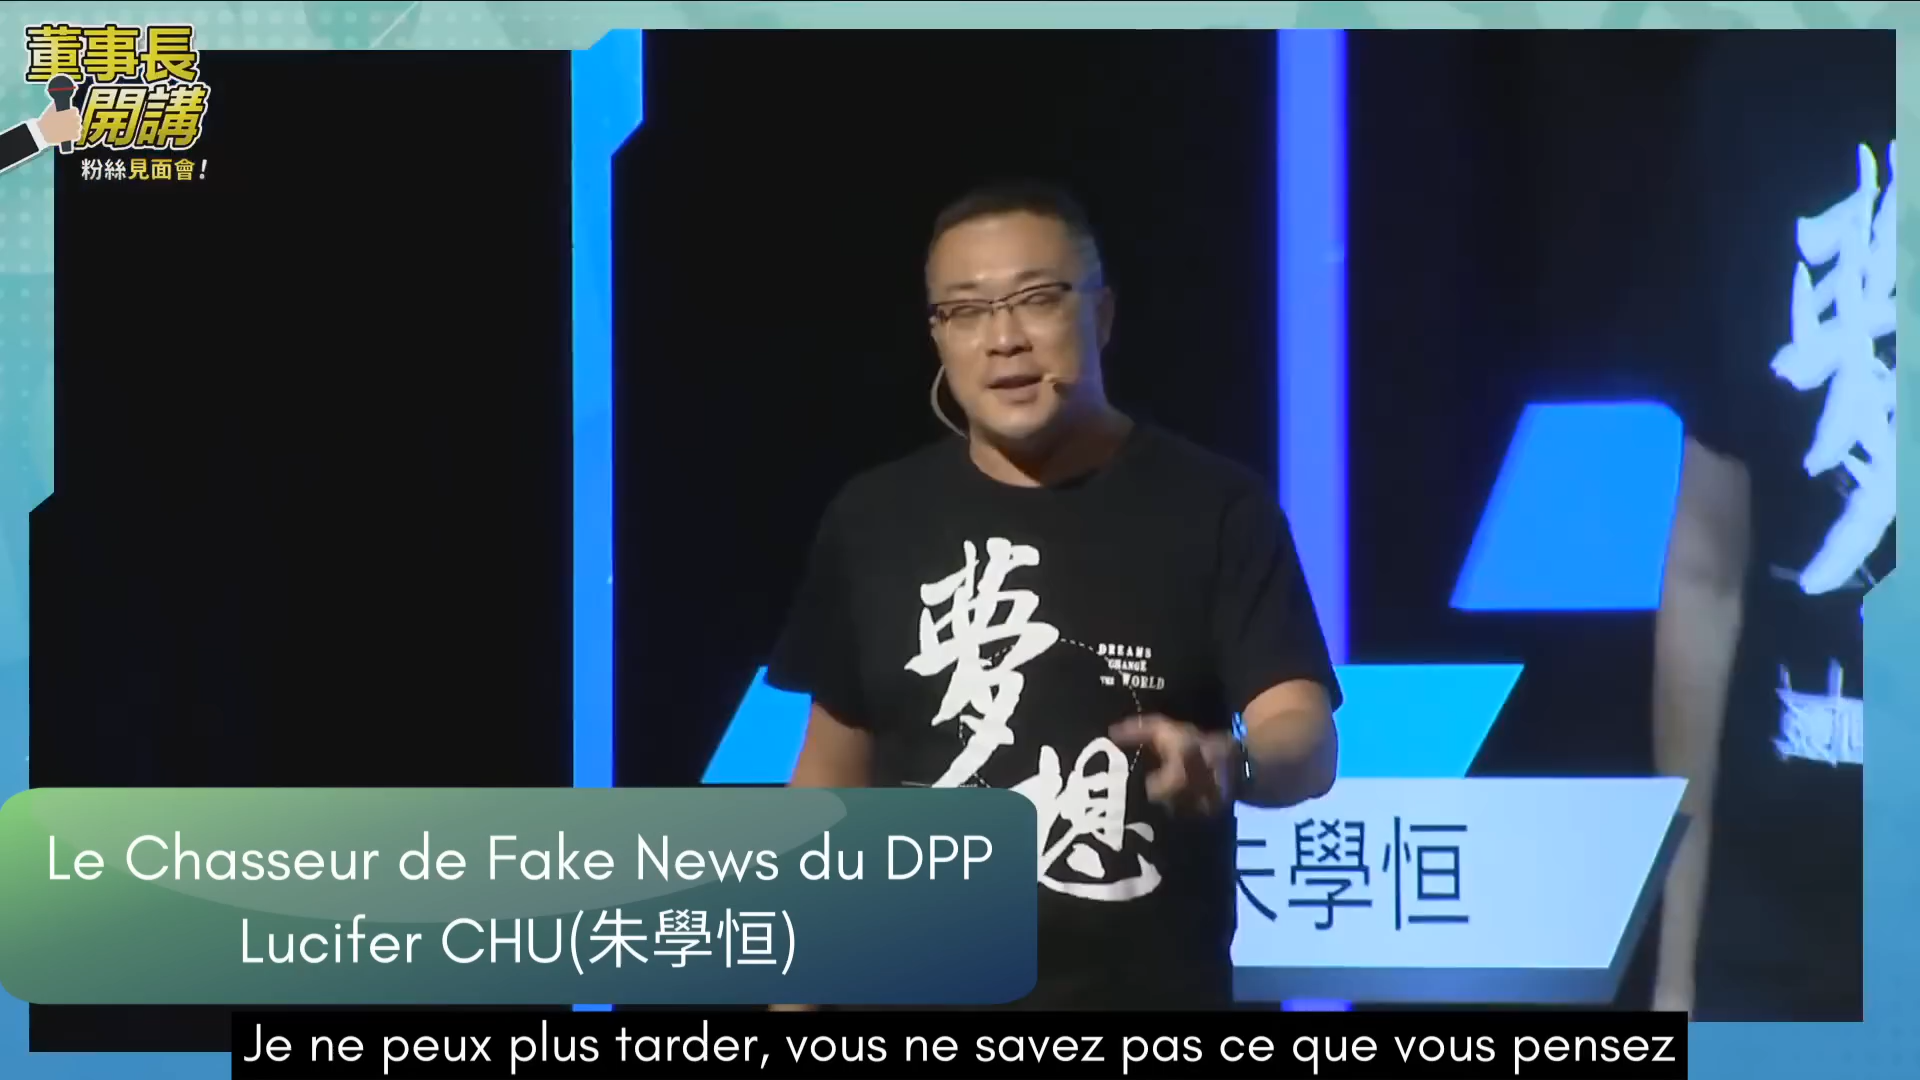 董事長
開講
粉絲見面會!
夢
夢想
DREAMS
CHANGE
THE WORLD
朱學恒
Le Chasseur de Fake News du DPP
Lucifer CHU(朱學恒)
Je ne peux plus tarder, vous ne savez pas ce que vous pensez